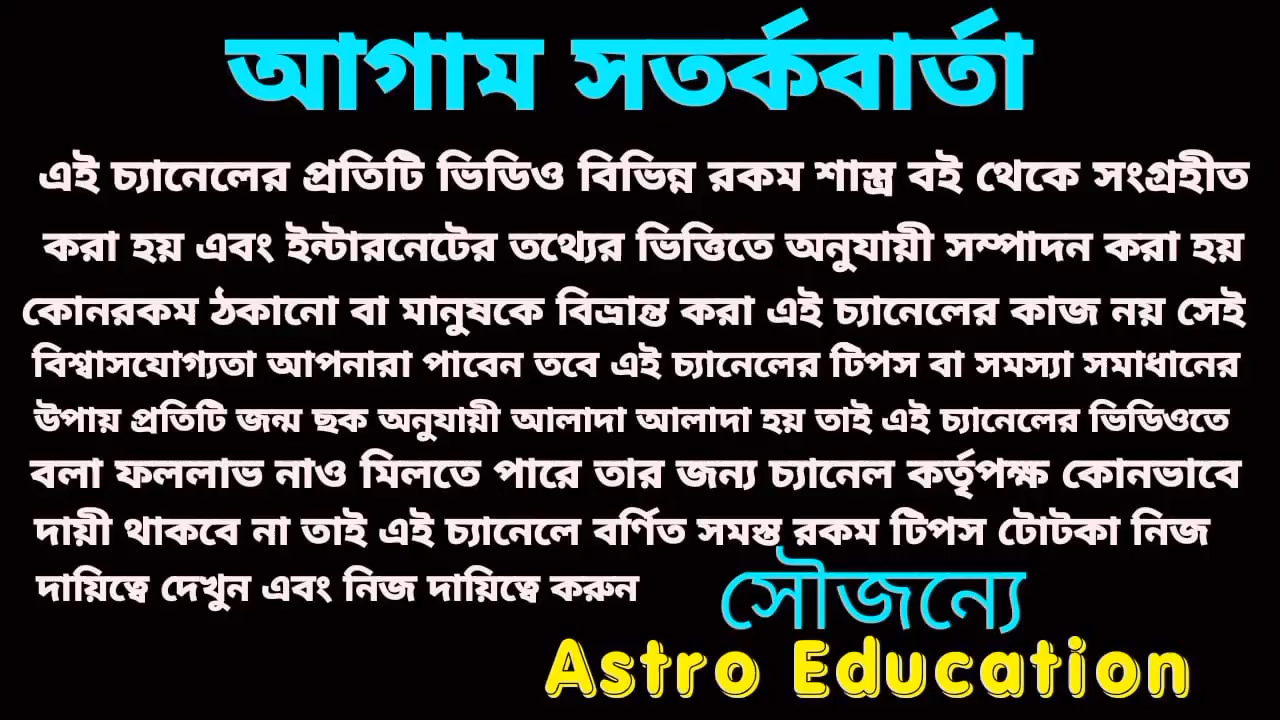 আগাম সতর্কবার্তা
এই চ্যানেলের প্রতিটি ভিডিও বিভিন্ন রকম শাস্ত্র বই থেকে সংগ্রহীত
করা হয় এবং ইন্টারনেটের তথ্যের ভিত্তিতে অনুযায়ী সম্পাদন করা হয়
কোনরকম ঠকানো বা মানুষকে বিভ্রান্ত করা এই চ্যানেলের কাজ নয় সেই
বিশ্বাসযোগ্যতা আপনারা পাবেন তবে এই চ্যানেলের টিপস বা সমস্যা সমাধানের
উপায় প্রতিটি জন্ম ছক অনুযায়ী আলাদা আলাদা হয় তাই এই চ্যানেলের ভিডিওতে
বলা ফললাভ নাও মিলতে পারে তার জন্য চ্যানেল কর্তৃপক্ষ কোনভাবে
দায়ী থাকবে না তাই এই চ্যানেলে বর্ণিত সমস্ত রকম টিপস টোটকা নিজ
দায়িত্বে দেখুন এবং নিজ দায়িত্বে করুন
সৌজন্যে
Astro Education